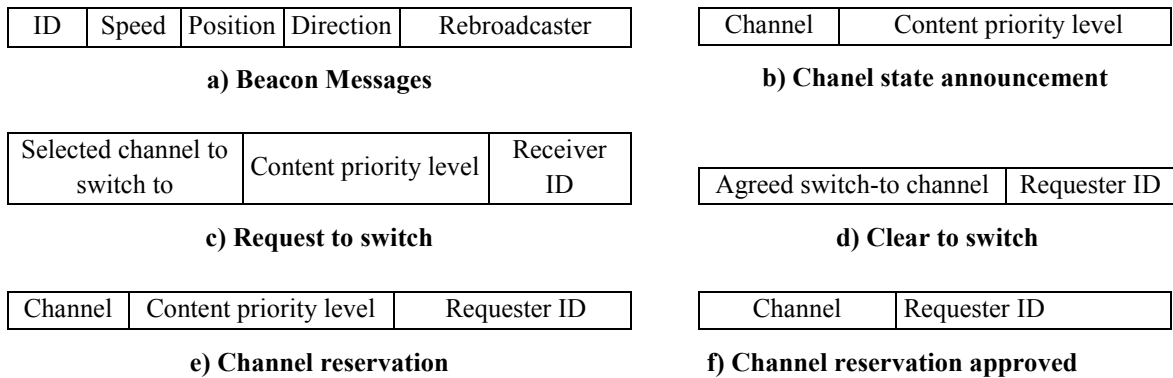 ID Speed Position Direction Rebroadcaster
a) Beacon Messages
Channel Content priority level
b) Chanel state announcement
Selected channel to
switch to
Content priority level
Receiver
ID
c) Request to switch
Agreed switch-to channel Requester ID
d) Clear to switch
Channel Content priority level Requester ID
e) Channel reservation
Channel Requester ID
f) Channel reservation approved